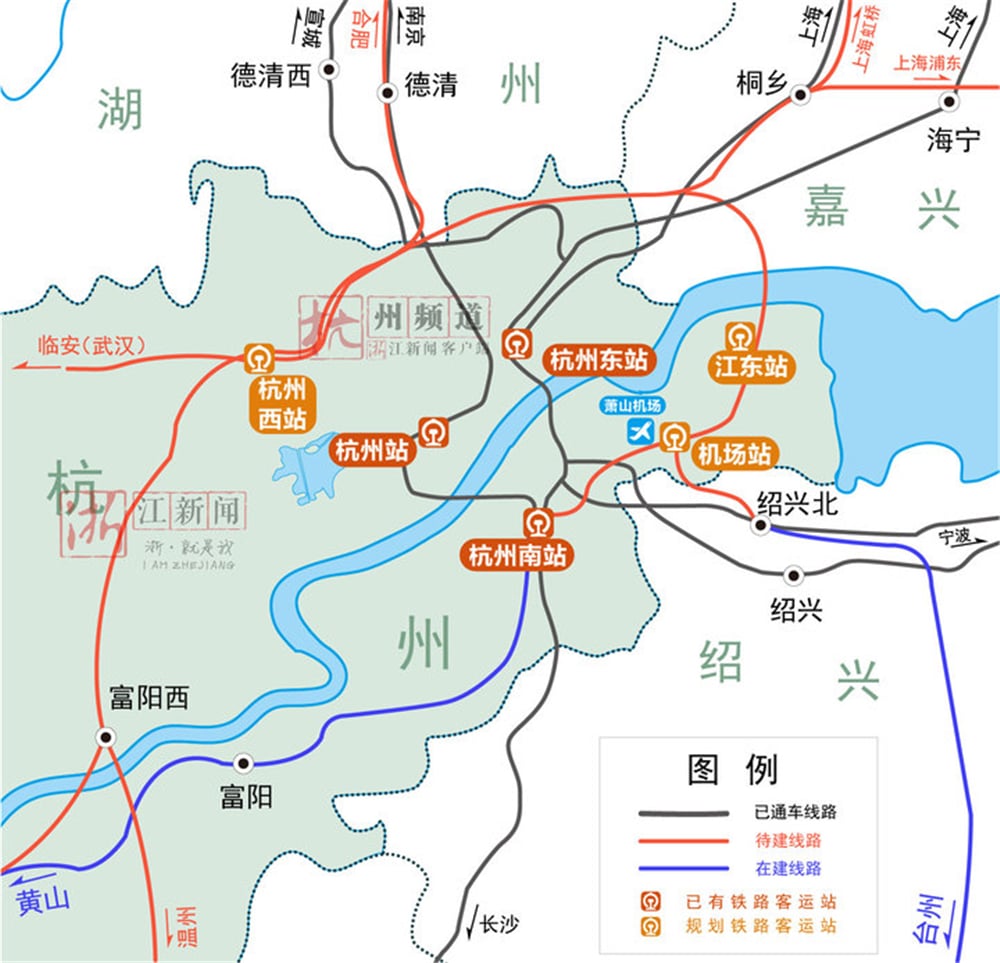 宣城
合肥
南京
上海
上海虹桥
上海
上海浦东
德清西
德清
桐乡
海宁
湖
州
嘉
兴
杭州频道
浙江新闻客户端
临安(武汉)
杭州
西站
杭州东站
江东站
萧山机场
杭州站
机场站
杭
浙江新闻
浙·就是我
I AM ZHEJIANG
绍兴北
宁波
杭州南站
绍兴
州
绍
兴
富阳西
富阳
黄山
温州
长沙
台州
图例
已通车线路
待建线路
在建线路
已有铁路客运站
规划铁路客运站